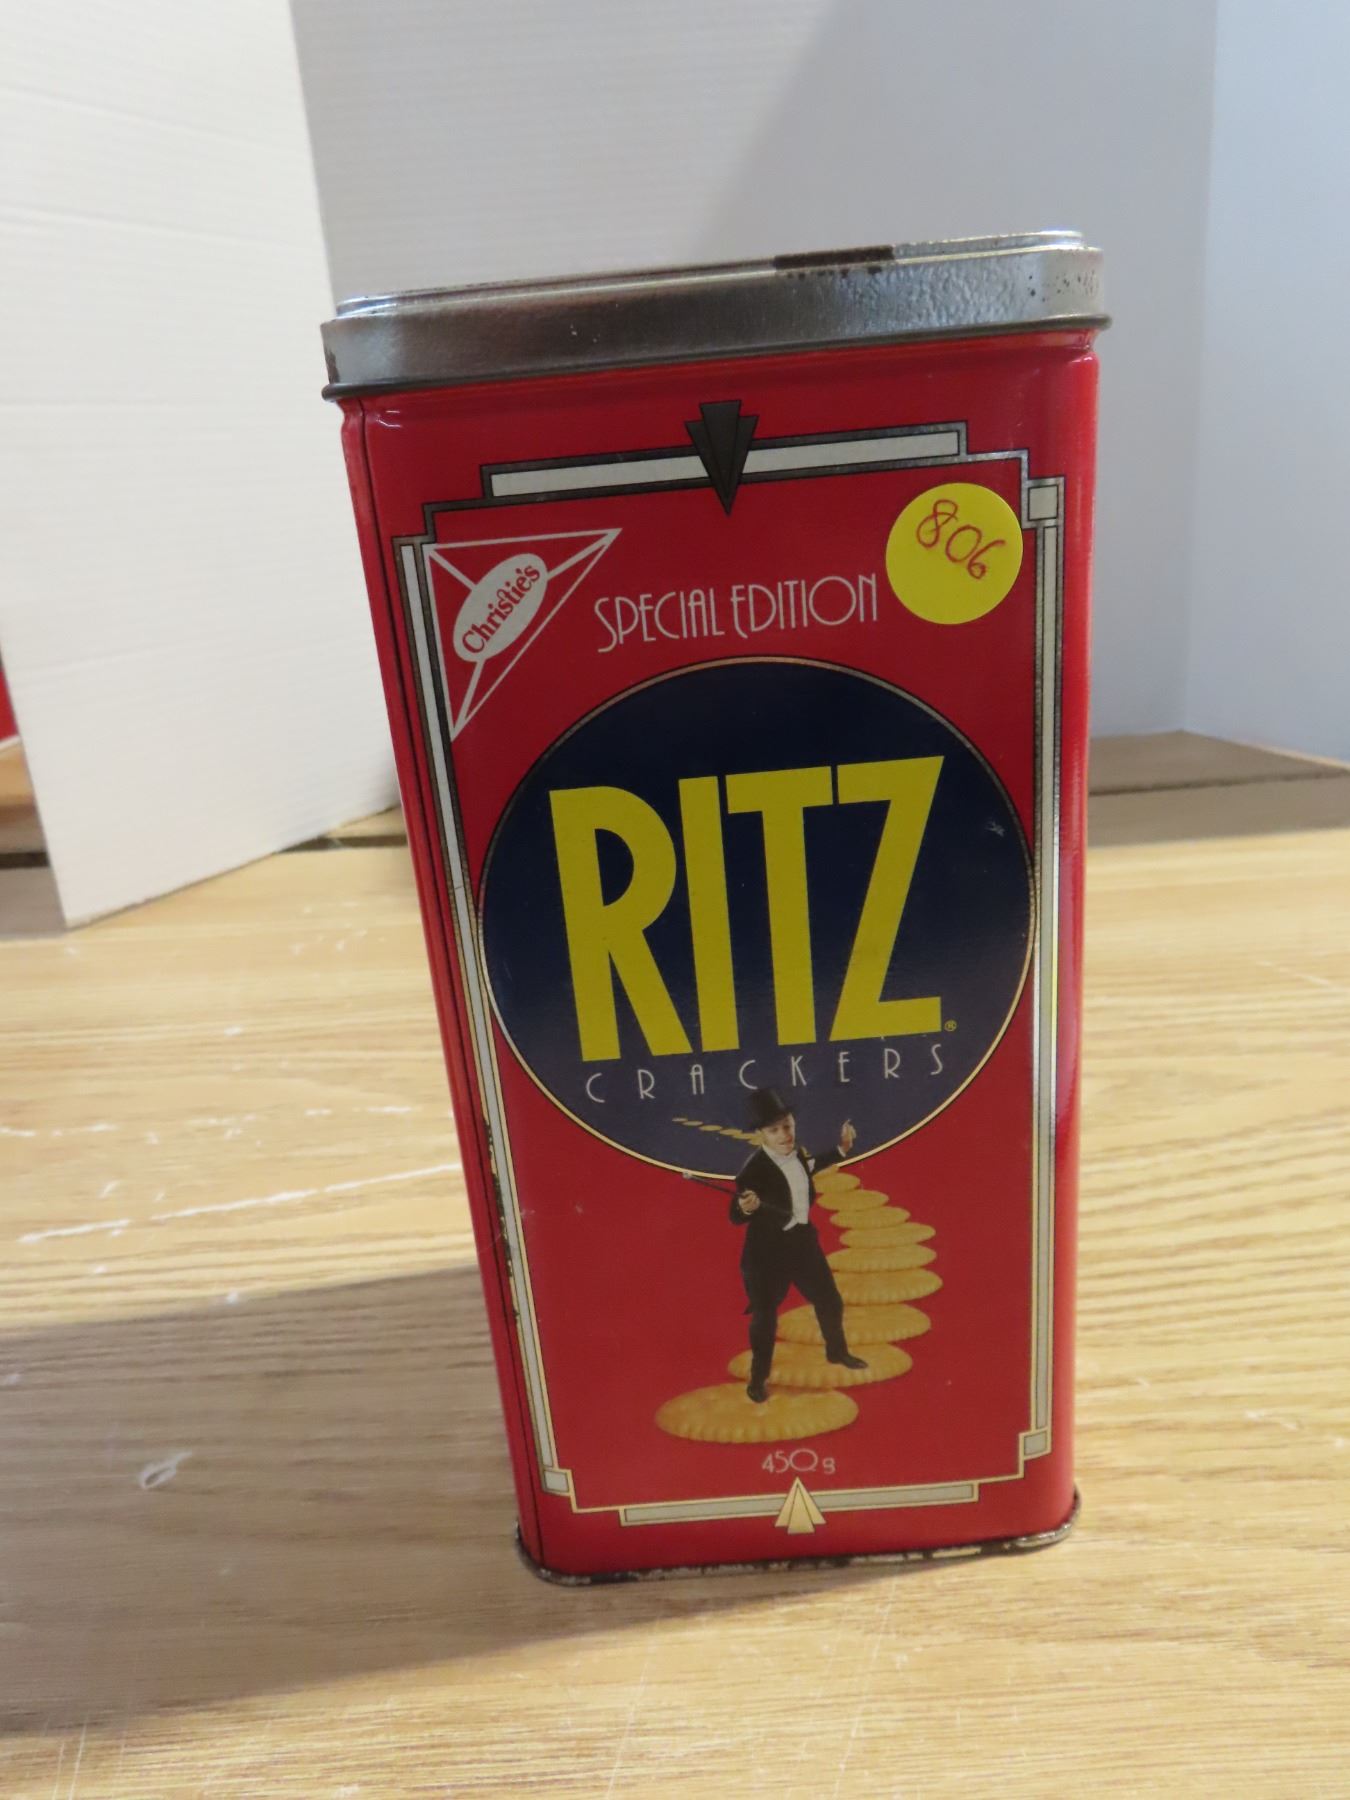 806
Christie's
SPECIAL EDITION
RITZ®
CRACKERS
450g